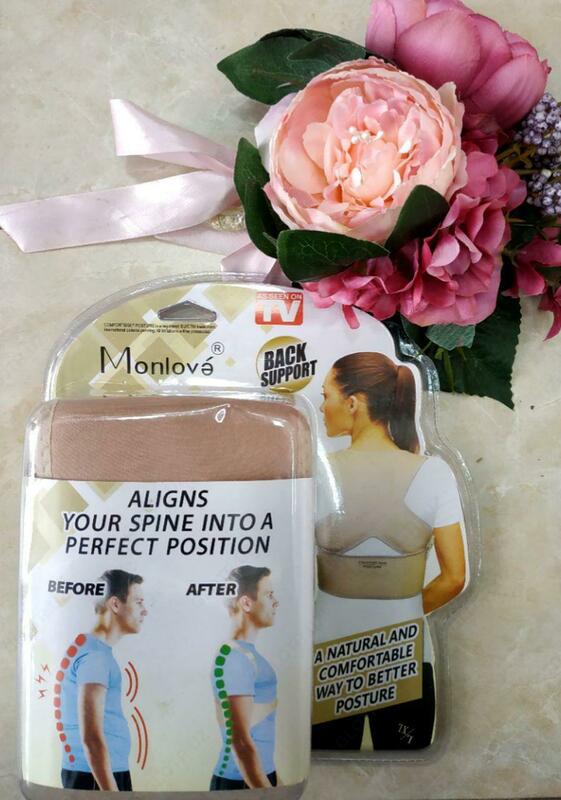 AS SEEN ON
TV
Monlové®
BACK
SUPPORT
ALIGNS
YOUR SPINE INTO A
PERFECT POSITION
BEFORE
AFTER
A NATURAL AND
COMFORTABLE
WAY TO BETTER
POSTURE
L/XL